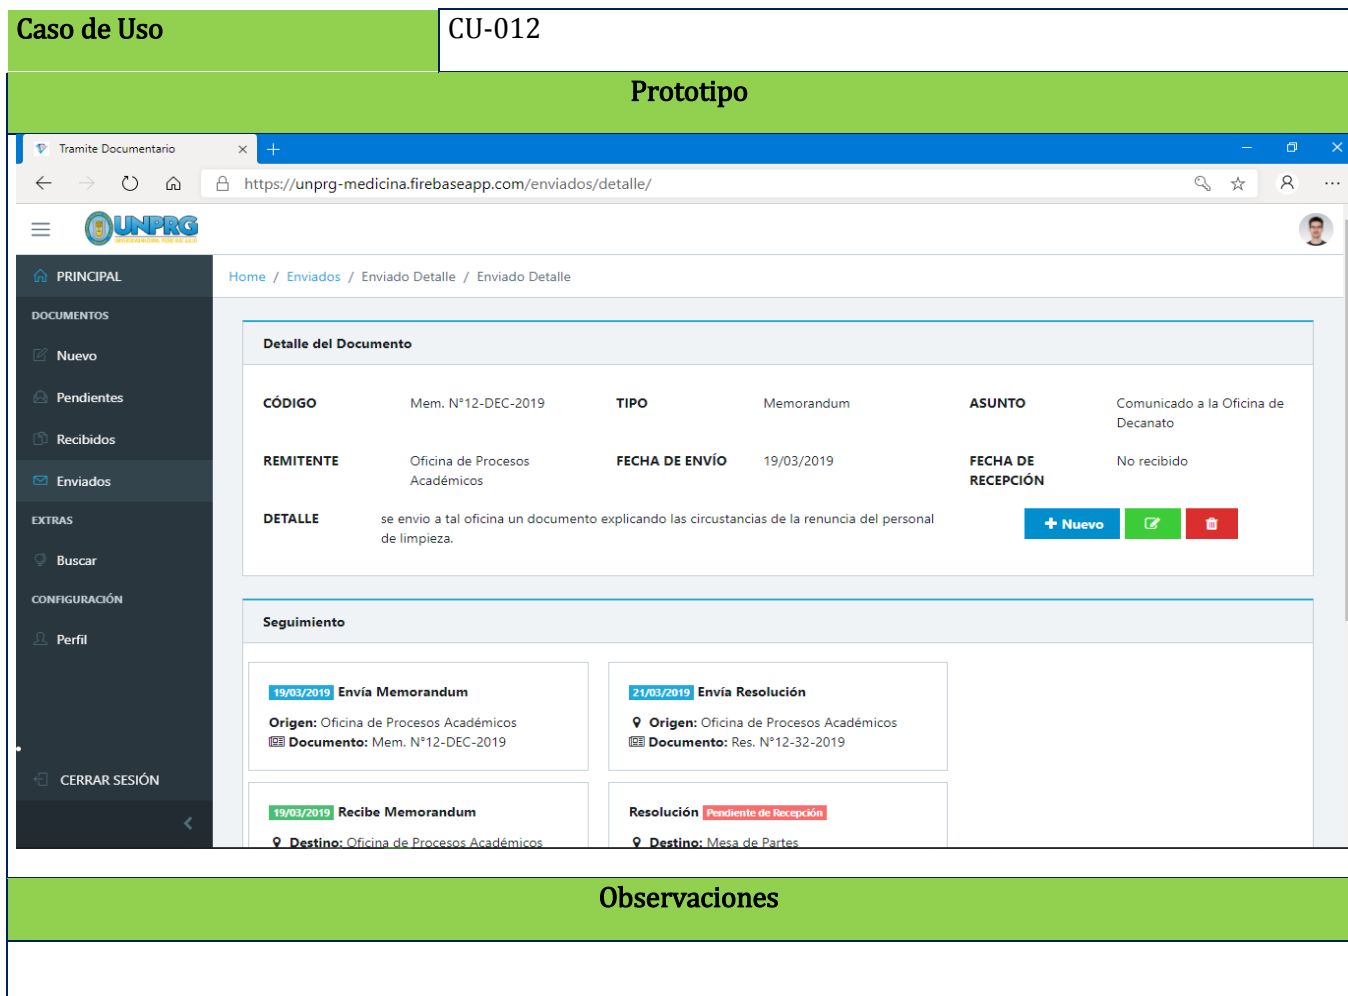 Caso de Uso
CU-012
Prototipo
Tramite Documentario
https://unprg-medicina.firebaseapp.com/enviados/detalle/
UNPRG
PRINCIPAL
Home / Enviados / Enviado Detalle / Enviado Detalle
DOCUMENTOS
Nuevo
Pendientes
Recibidos
Enviados
EXTRAS
Buscar
CONFIGURACIÓN
Perfil
CERRAR SESIÓN
Detalle del Documento
CÓDIGO Mem. N°12-DEC-2019 TIPO Memorandum ASUNTO Comunicado a la Oficina de
Decanato
REMITENTE Oficina de Procesos FECHA DE ENVÍO 19/03/2019 FECHA DE No recibido
Académicos RECEPCIÓN
DETALLE se envio a tal oficina un documento explicando las circustancias de la renuncia del personal
de limpieza.
+ Nuevo
Seguimiento
19/03/2019 Envía Memorandum
Origen: Oficina de Procesos Académicos
Documento: Mem. N°12-DEC-2019
21/03/2019 Envía Resolución
Origen: Oficina de Procesos Académicos
Documento: Res. N°12-32-2019
19/03/2019 Recibe Memorandum
Destino: Oficina de Procesos Académicos
Resolución Pendiente de Recepción
Destino: Mesa de Partes
Observaciones